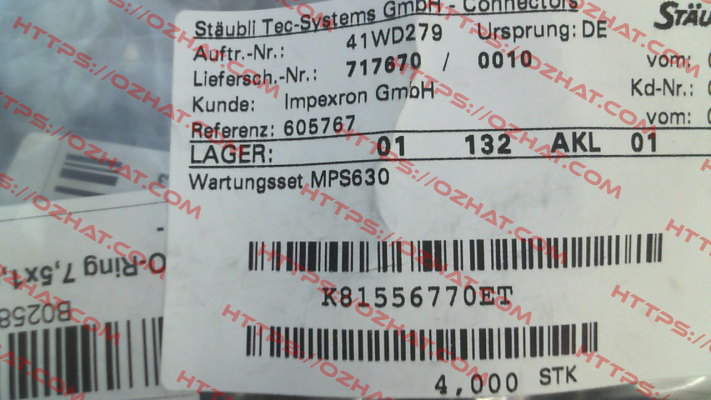 Stäubli Tec-Systems GmbH - Connectors
STÄU
Auftr.-Nr.: 41WD279 Ursprung: DE
vom:
Liefersch.-Nr.: 717670 / 0010
Kd-Nr.:
Kunde: Impexron GmbH
vom:
Referenz: 605767
LAGER: 01 132 AKL 01
Wartungsset MPS630
K81556770ET
4,000 STK
O-Ring 7,5x1,
B0258
HTTPS://OZHAT.COM